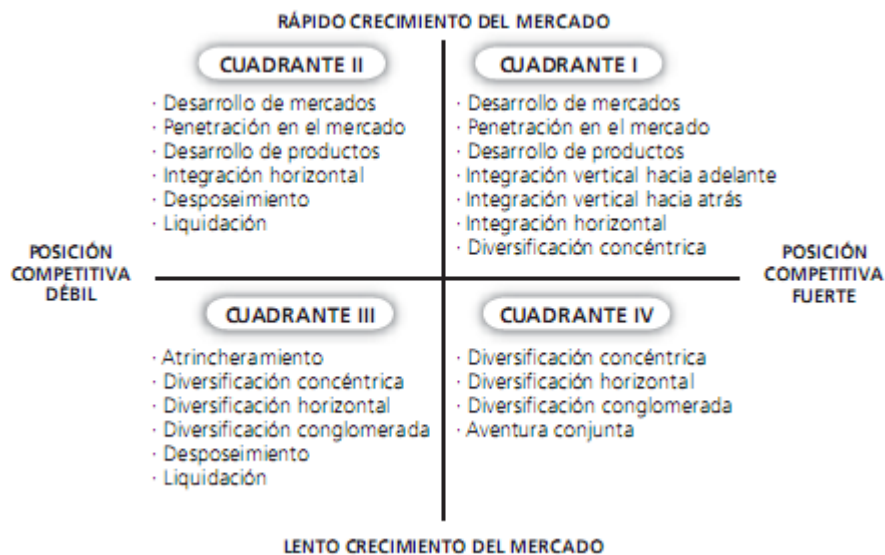 RÁPIDO CRECIMIENTO DEL MERCADO
CUADRANTE II
· Desarrollo de mercados
· Penetración en el mercado
· Desarrollo de productos
· Integración horizontal
· Desposeimiento
· Liquidación
CUADRANTE I
· Desarrollo de mercados
· Penetración en el mercado
· Desarrollo de productos
· Integración vertical hacia adelante
· Integración vertical hacia atrás
· Integración horizontal
· Diversificación concéntrica
POSICIÓN
COMPETITIVA
DÉBIL
POSICIÓN
COMPETITIVA
FUERTE
CUADRANTE III
· Atrincheramiento
· Diversificación concéntrica
· Diversificación horizontal
· Diversificación conglomerada
· Desposeimiento
· Liquidación
CUADRANTE IV
· Diversificación concéntrica
· Diversificación horizontal
· Diversificación conglomerada
· Aventura conjunta
LENTO CRECIMIENTO DEL MERCADO